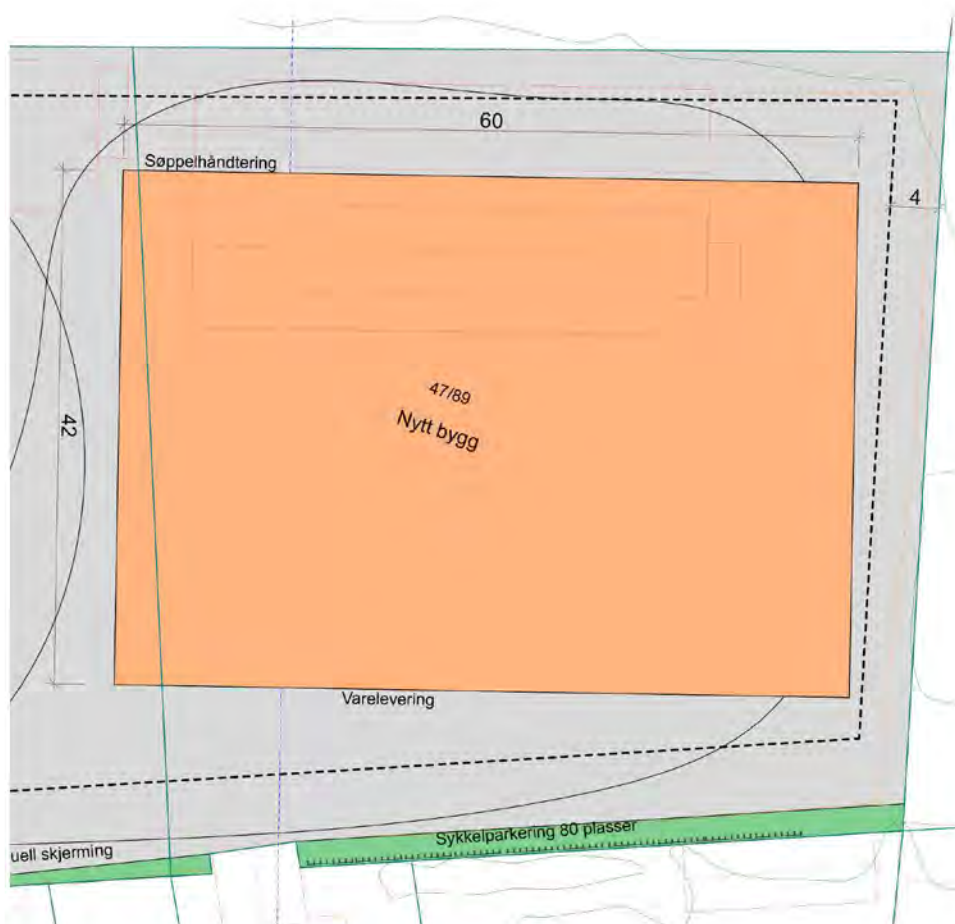 60
Søppelhåndtering
4
42
47/89
Nytt bygg
Varelevering
Sykkelparkering 80 plasser
uell skjerming